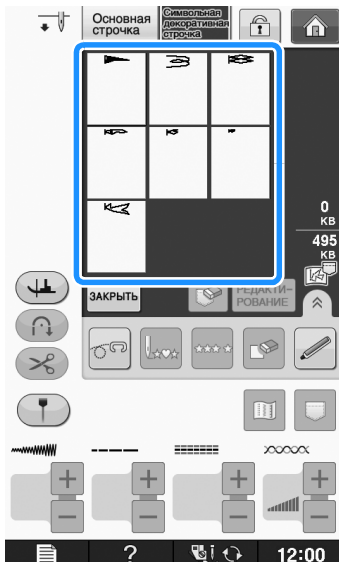 Основная
строчка
Символьная
декоративная
строчка
0
КВ
495
КВ
ЗАКРЫТЬ
РЕДАКТИ-
РОВАНИЕ
?
12:00